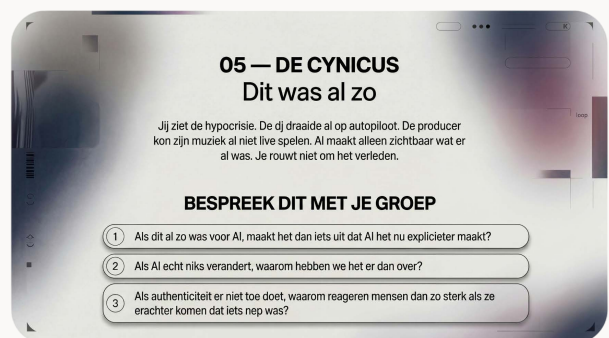 05 — DE CYNICUS
Dit was al zo
Jij ziet de hypocrisie. De dj draaide al op autopiloot. De producer
kon zijn muziek al niet live spelen. AI maakt alleen zichtbaar wat er
al was. Je rouwt niet om het verleden.
loop
BESPREEK DIT MET JE GROEP
1 Als dit al zo was voor AI, maakt het dan iets uit dat AI het nu explicieter maakt?
2 Als AI echt niks verandert, waarom hebben we het er dan over?
3 Als authenticiteit er niet toe doet, waarom reageren mensen dan zo sterk als ze
erachter komen dat iets nep was?